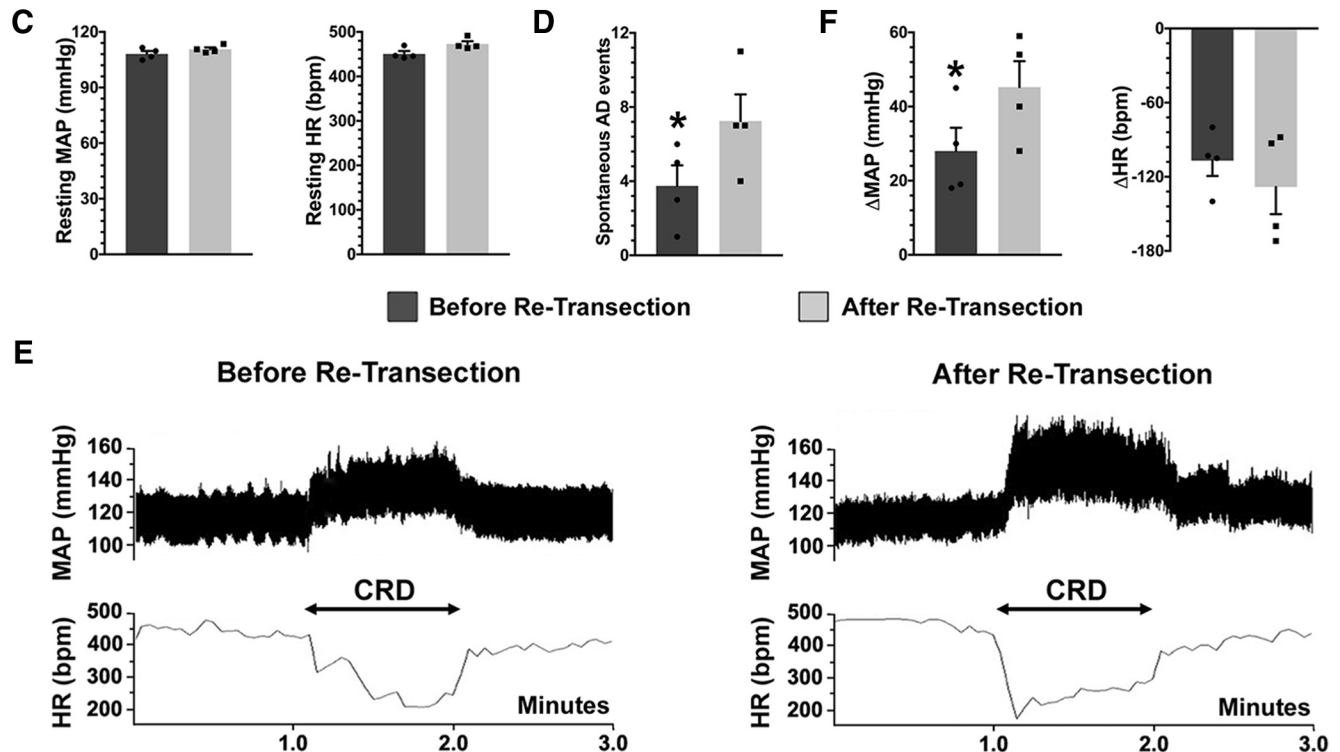 C
Resting MAP (mmHg)
120
90
60
30
0
Resting HR (bpm)
500
400
300
200
100
0
D
Spontaneous AD events
12
8
4
0
*
F
ΔMAP (mmHg)
60
40
20
0
*
ΔHR (bpm)
0
-60
-120
-180
Before Re-Transection
After Re-Transection
E
Before Re-Transection
MAP (mmHg)
160
140
120
100
CRD
HR (bpm)
500
400
300
200
Minutes
1.0
2.0
3.0
After Re-Transection
MAP (mmHg)
160
140
120
100
CRD
HR (bpm)
500
400
300
200
Minutes
1.0
2.0
3.0